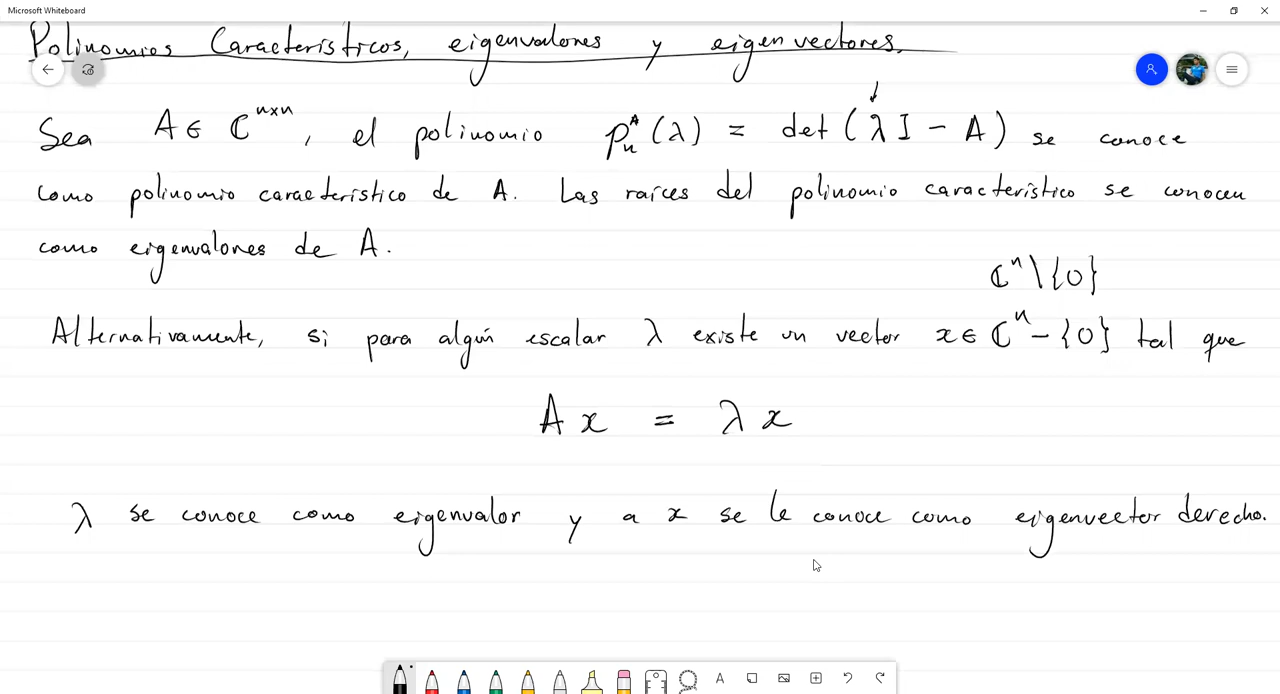 Microsoft Whiteboard
Polinomios Característicos, eigenvalores y eigenvectores.
Sea A ∈ ℂ^{n×n}, el polinomio p_n^A(λ) = det(λI - A) se conoce
como polinomio característico de A. Las raíces del polinomio característico se conocen
como eigenvalores de A.
ℂ^n \ {0}
Alternativamente, si para algún escalar λ existe un vector x ∈ ℂ^n - {0} tal que
Ax = λx
λ se conoce como eigenvalor y a x se le conoce como eigenvector derecho.